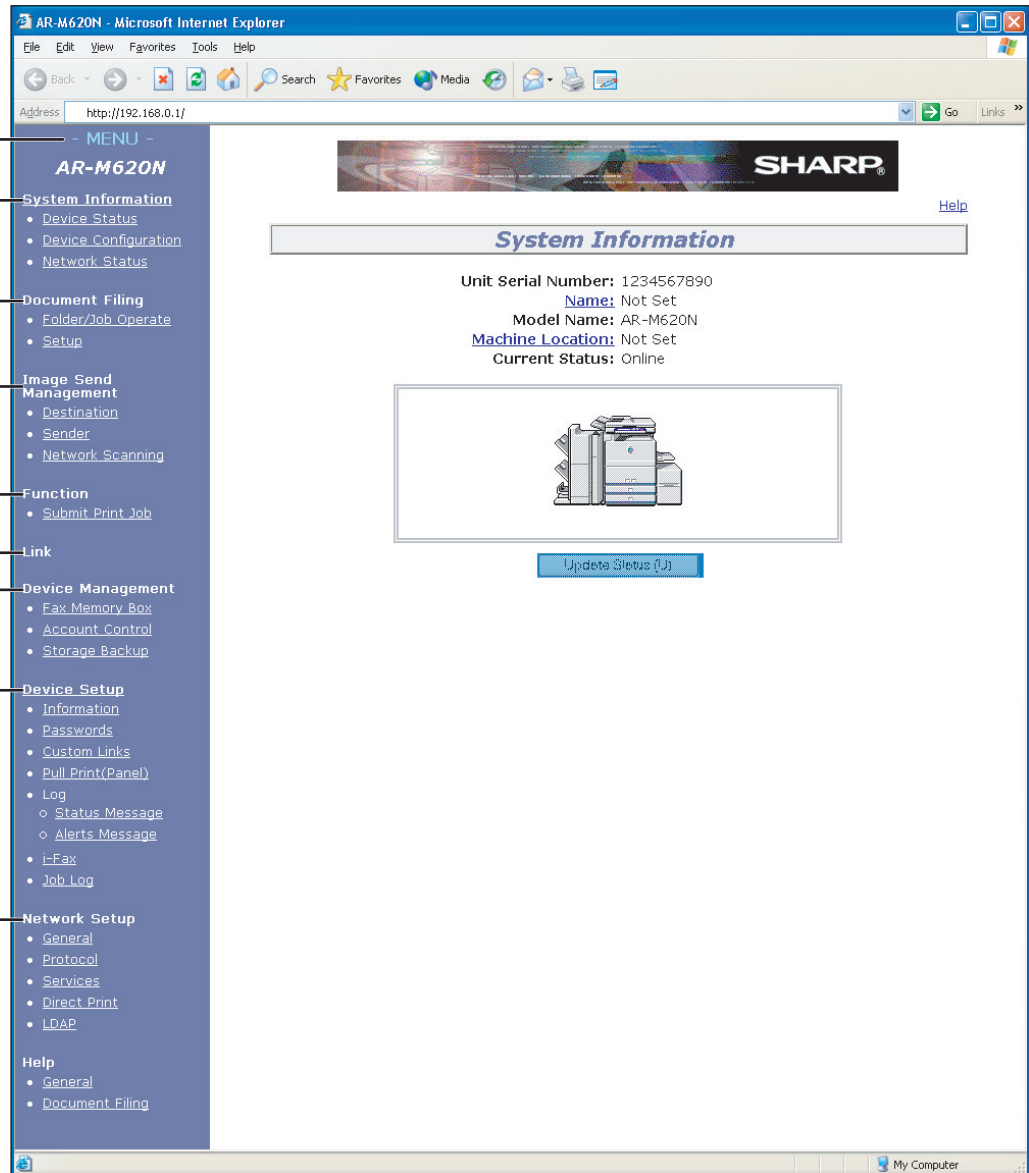 AR-M620N - Microsoft Internet Explorer
File Edit View Favorites Tools Help
Back Search Favorites Media
Address http://192.168.0.1/ Go Links »
- MENU -
AR-M620N
System Information
• Device Status
• Device Configuration
• Network Status
Document Filing
• Folder/Job Operate
• Setup
Image Send
Management
• Destination
• Sender
• Network Scanning
Function
• Submit Print Job
Link
Device Management
• Fax Memory Box
• Account Control
• Storage Backup
Device Setup
• Information
• Passwords
• Custom Links
• Pull Print(Panel)
• Log
o Status Message
o Alerts Message
• i-Fax
• Job Log
Network Setup
• General
• Protocol
• Services
• Direct Print
• LDAP
Help
• General
• Document Filing
SHARP®
Help
System Information
Unit Serial Number: 1234567890
Name: Not Set
Model Name: AR-M620N
Machine Location: Not Set
Current Status: Online
Update Status (U)
My Computer